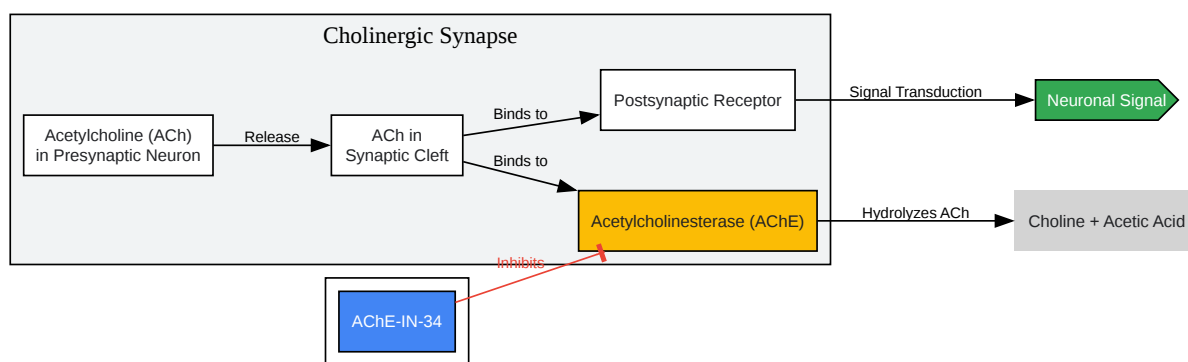 Cholinergic Synapse
Acetylcholine (ACh)
in Presynaptic Neuron
Release
ACh in
Synaptic Cleft
Binds to
Binds to
Postsynaptic Receptor
Signal Transduction
Neuronal Signal
Acetylcholinesterase (AChE)
Hydrolyzes ACh
Choline + Acetic Acid
Inhibits
AChE-IN-34